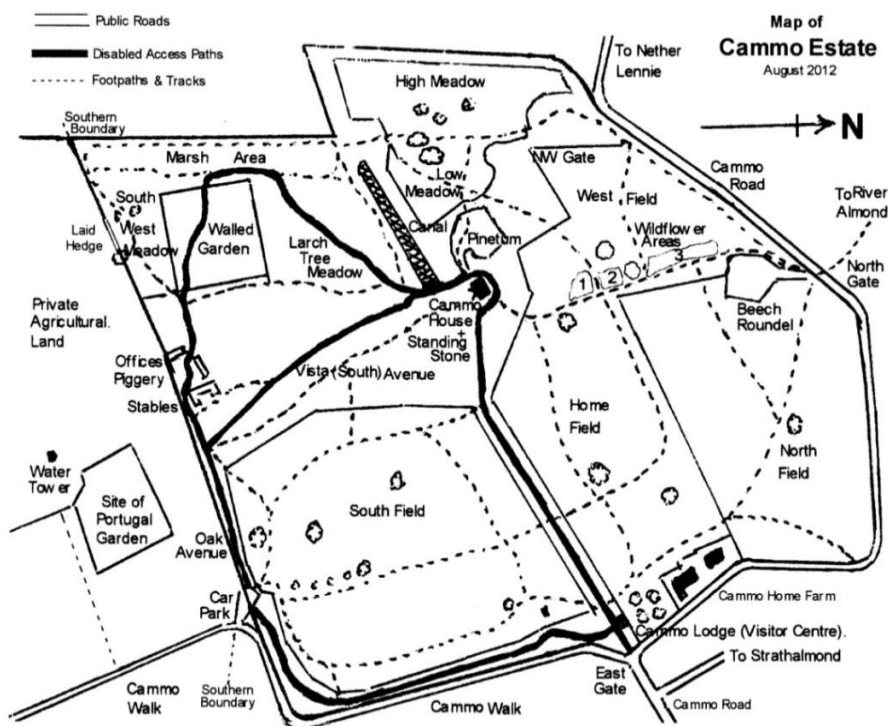 Public Roads
Disabled Access Paths
Footpaths & Tracks
Map of
Cammo Estate
August 2012
N
To Nether
Lennie
High Meadow
Southern
Boundary
Marsh Area
Low
Meadow
NW Gate
Cammo
Road
To River
Almond
South
West
Meadow
Laid
Hedge
Walled
Garden
Larch
Tree
Meadow
Canal
Pinetum
West Field
Wildflower
Areas
1
2
3
North
Gate
Beech
Roundel
Private
Agricultural.
Land
Cammo
House
Standing
Stone
Offices
Piggery
Stables
Vista (South) Avenue
Home
Field
North
Field
Water
Tower
Site of
Portugal
Garden
South Field
Oak
Avenue
Car
Park
Cammo Home Farm
Cammo Lodge (Visitor Centre).
To Strathalmond
East
Gate
Cammo
Walk
Southern
Boundary
Cammo Walk
Cammo Road